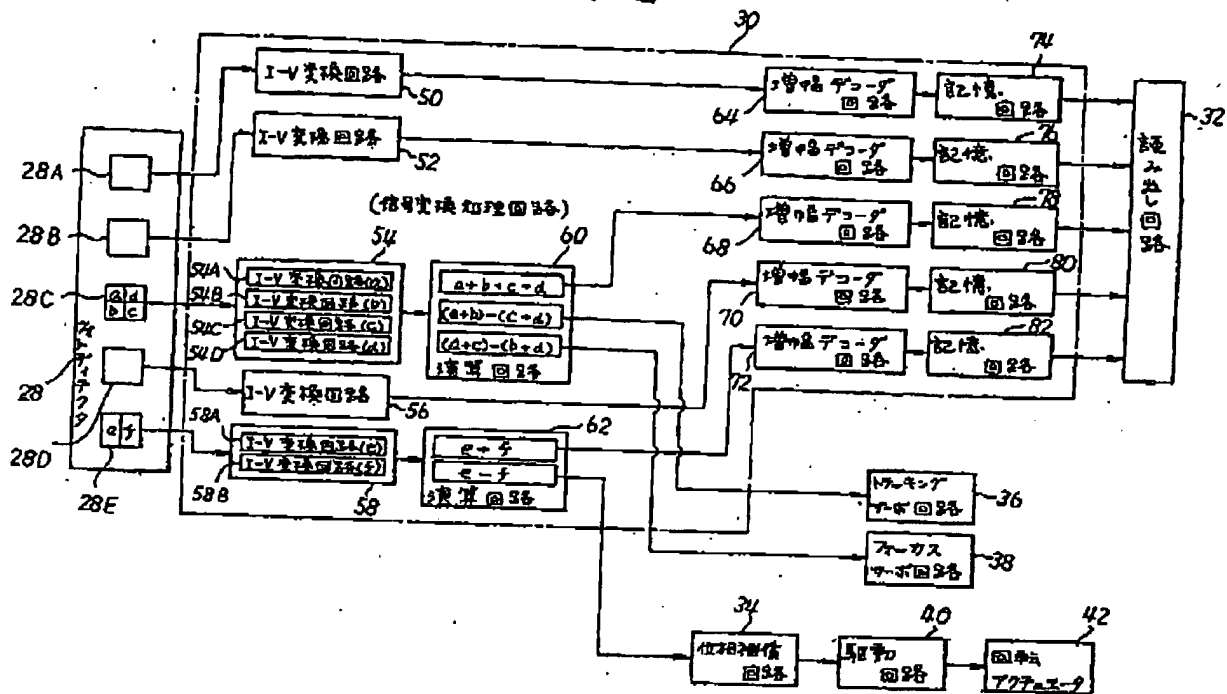 30
I-V 変換回路
50
I-V 変換回路
52
(信号変換処理回路)
28A
28B
28C
a d
b c
28
フォトディテクタ
28D
e f
28E
54
54A
I-V 変換回路(a)
54B
I-V 変換回路(b)
54C
I-V 変換回路(c)
54D
I-V 変換回路(d)
60
a+b+c+d
(a+b)-(c+d)
(a+c)-(b+d)
演算回路
I-V 変換回路
56
58A
I-V 変換回路(e)
58B
I-V 変換回路(f)
58
62
e+f
e-f
演算回路
増幅デコーダ
回路
64
増幅デコーダ
回路
66
増幅デコーダ
回路
68
増幅デコーダ
回路
70
増幅デコーダ
回路
72
74
記憶
回路
76
記憶
回路
78
記憶
回路
80
記憶
回路
82
記憶
回路
32
読み出し回路
トラッキング
サーボ回路
36
フォーカス
サーボ回路
38
34
位相補償
回路
40
駆動
回路
42
回転
アクチュエータ